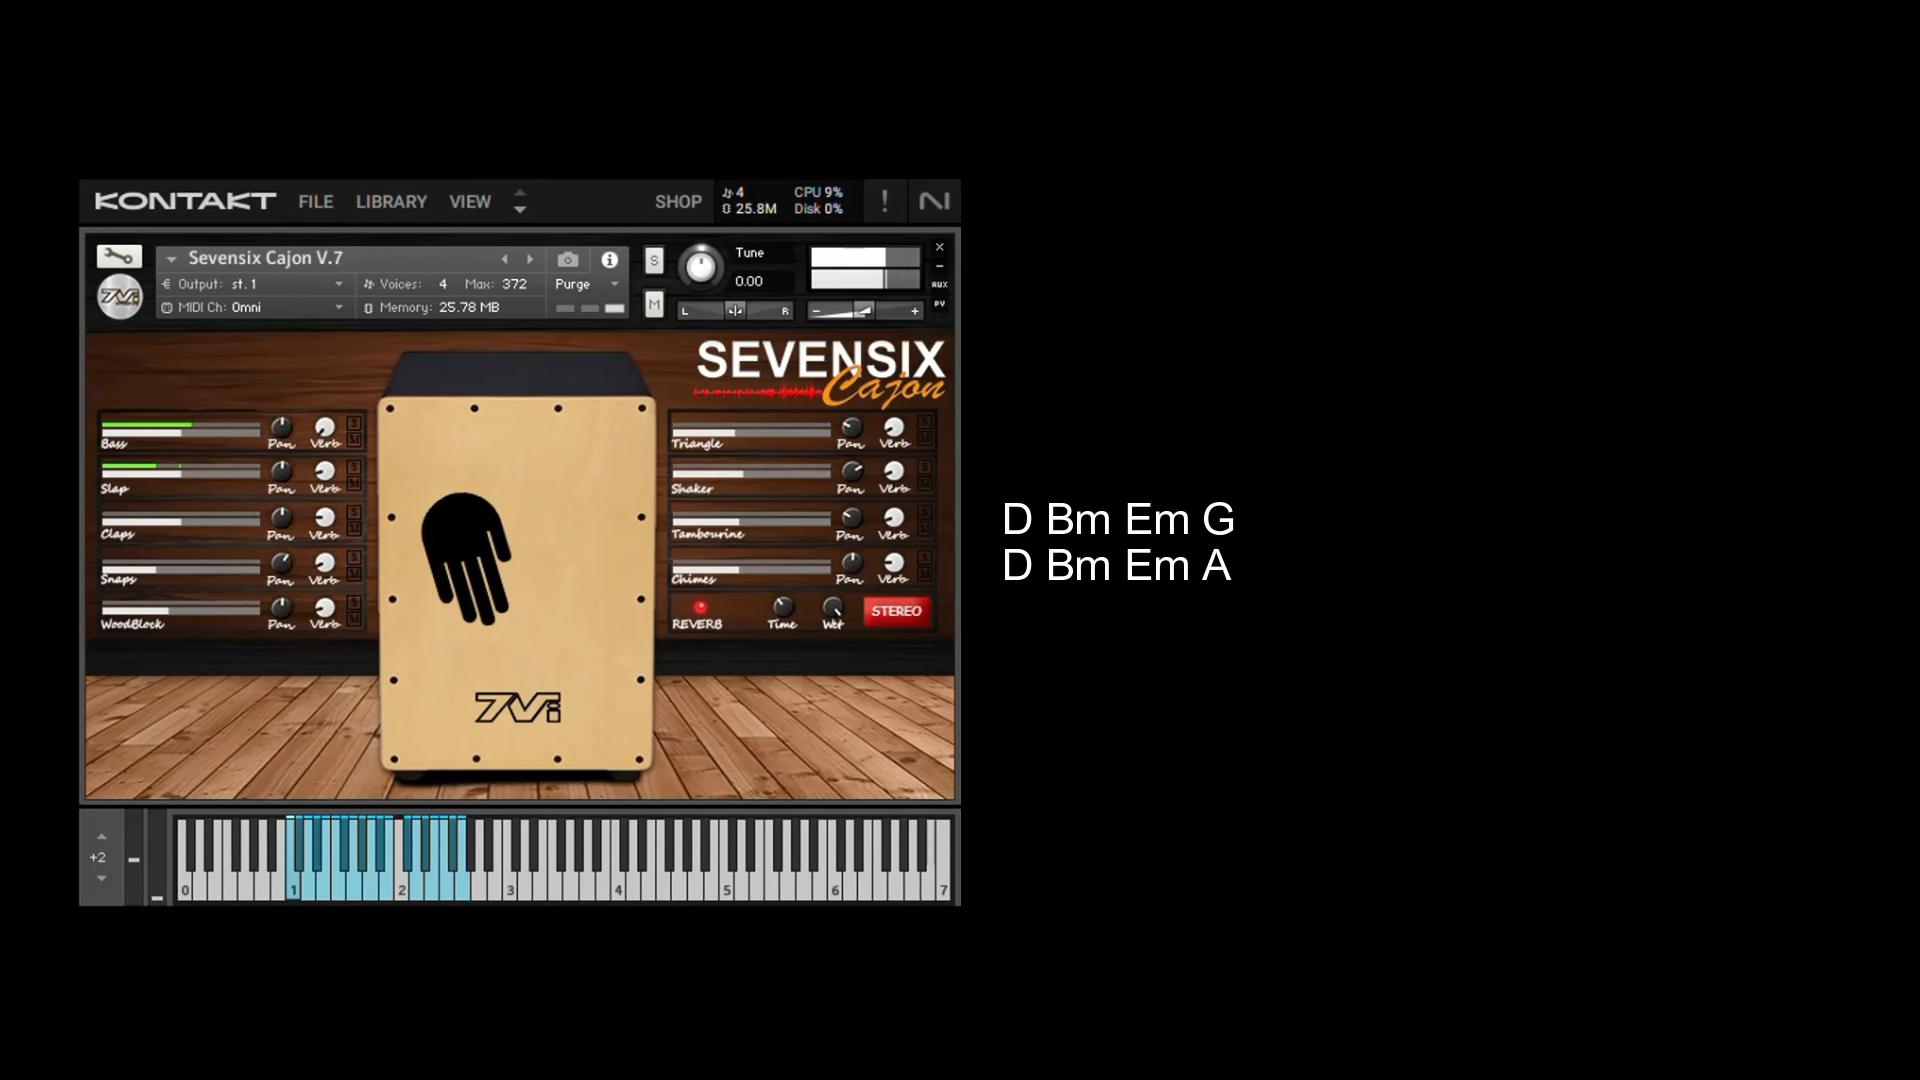 KONTAKT FILE LIBRARY VIEW SHOP 4 CPU 9%
25.8M Disk 0%
Sevensix Cajon V.7 S Tune
Output: st.1 Voices: 4 Max: 372 Purge 0.00 AUX
MIDI Ch: Omni Memory: 25.78 MB M L R - + PV
7Vi
SEVENSIX
Cajon
Bass Pan Verb S M
Slap Pan Verb S M
Claps Pan Verb S M
Snaps Pan Verb S M
WoodBlock Pan Verb S M
Triangle Pan Verb S M
Shaker Pan Verb S M
Tambourine Pan Verb S M
Chimes Pan Verb S M
REVERB Time Wet STEREO
7Vi
+2 0 1 2 3 4 5 6 7
D Bm Em G
D Bm Em A